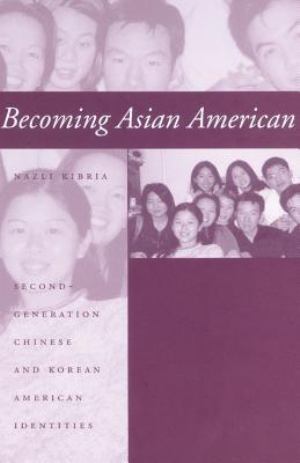 Becoming Asian American
NAZLI KIBRIA
SECOND-
GENERATION
CHINESE
AND KOREAN
AMERICAN
IDENTITIES